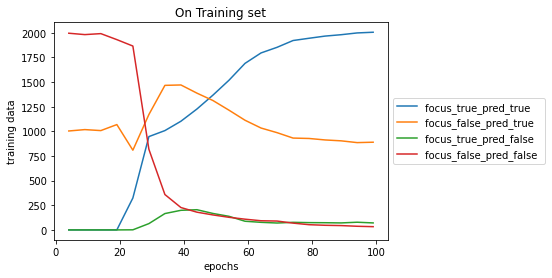 On Training set
training data
2000
1750
1500
1250
1000
750
500
250
0
0
20
40
60
80
100
epochs
focus_true_pred_true
focus_false_pred_true
focus_true_pred_false
focus_false_pred_false